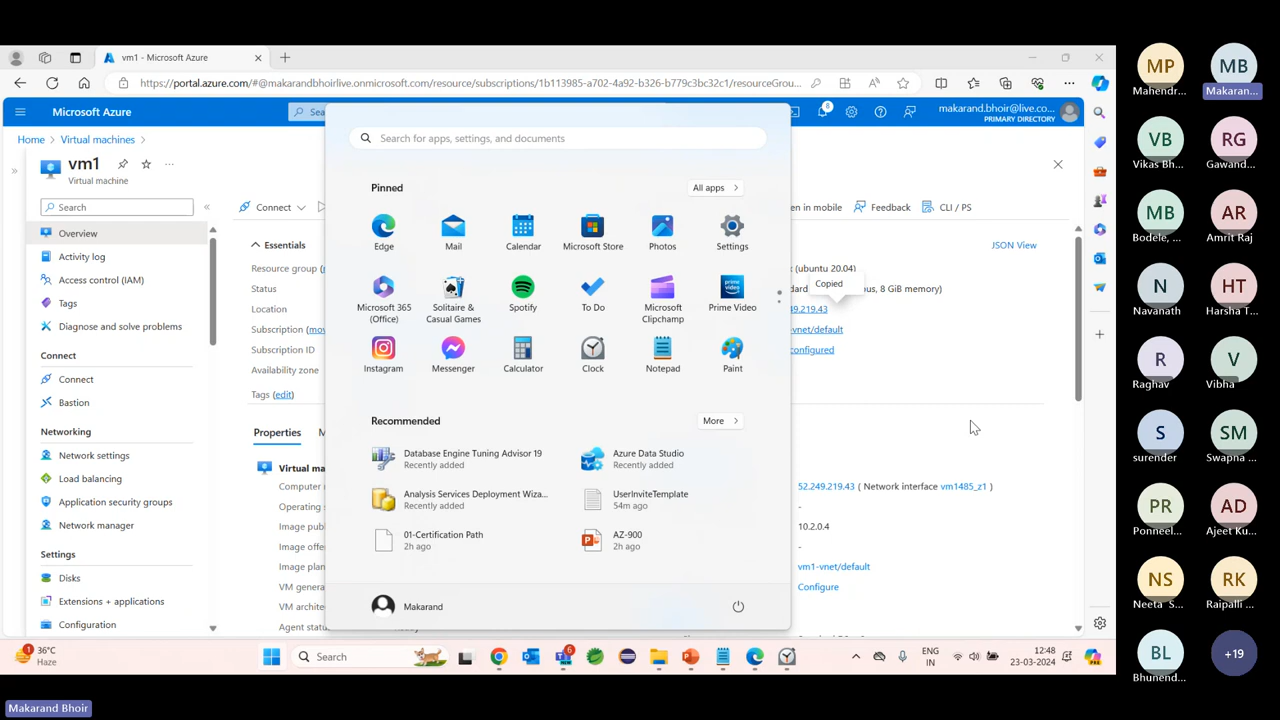 vm1 - Microsoft Azure
https://portal.azure.com/#@makarandbhoirlive.onmicrosoft.com/resource/subscriptions/1b113985-a702-4a92-b326-b779c3bc32c1/resourceGrou...
Microsoft Azure
Sea
8
makarand.bhoir@live.co...
PRIMARY DIRECTORY
Home
Virtual machines
vm1
Virtual machine
Search
Connect
en in mobile
Feedback
CLI / PS
Overview
Activity log
Access control (IAM)
Tags
Diagnose and solve problems
Connect
Connect
Bastion
Networking
Network settings
Load balancing
Application security groups
Network manager
Settings
Disks
Extensions + applications
Configuration
Essentials
JSON View
Resource group (
Status
Location
Subscription (mov
Subscription ID
Availability zone
Tags (edit)
x (ubuntu 20.04)
us, 8 GiB memory)
Copied
49.219.43
-vnet/default
configured
Properties
M
Virtual ma
Computer
Operating
Image pub
Image offe
Image plan
VM genera
VM archite
Agent statu
52.249.219.43 ( Network interface vm1485_z1 )
-
10.2.0.4
-
vm1-vnet/default
Configure
Search for apps, settings, and documents
Pinned
All apps
Edge
Mail
Calendar
Microsoft Store
Photos
Settings
Microsoft 365 (Office)
Solitaire & Casual Games
Spotify
To Do
Microsoft Clipchamp
Prime Video
Instagram
Messenger
Calculator
Clock
Notepad
Paint
Recommended
More
Database Engine Tuning Advisor 19
Recently added
Azure Data Studio
Recently added
Analysis Services Deployment Wiza...
Recently added
UserInviteTemplate
54m ago
01-Certification Path
2h ago
AZ-900
2h ago
Makarand
1
36°C
Haze
Search
6
ENG
IN
12:48
23-03-2024
Makarand Bhoir
MP
Mahendr...
MB
Makaran...
VB
Vikas Bh...
RG
Gawand...
MB
Bodele, ...
AR
Amrit Raj
N
Navanath
HT
Harsha T...
R
Raghav
V
Vibha
S
surender
SM
Swapna ...
PR
Ponneel...
AD
Ajeet Ku...
NS
Neeta S...
RK
Raipalli ...
BL
Bhunend...
+19